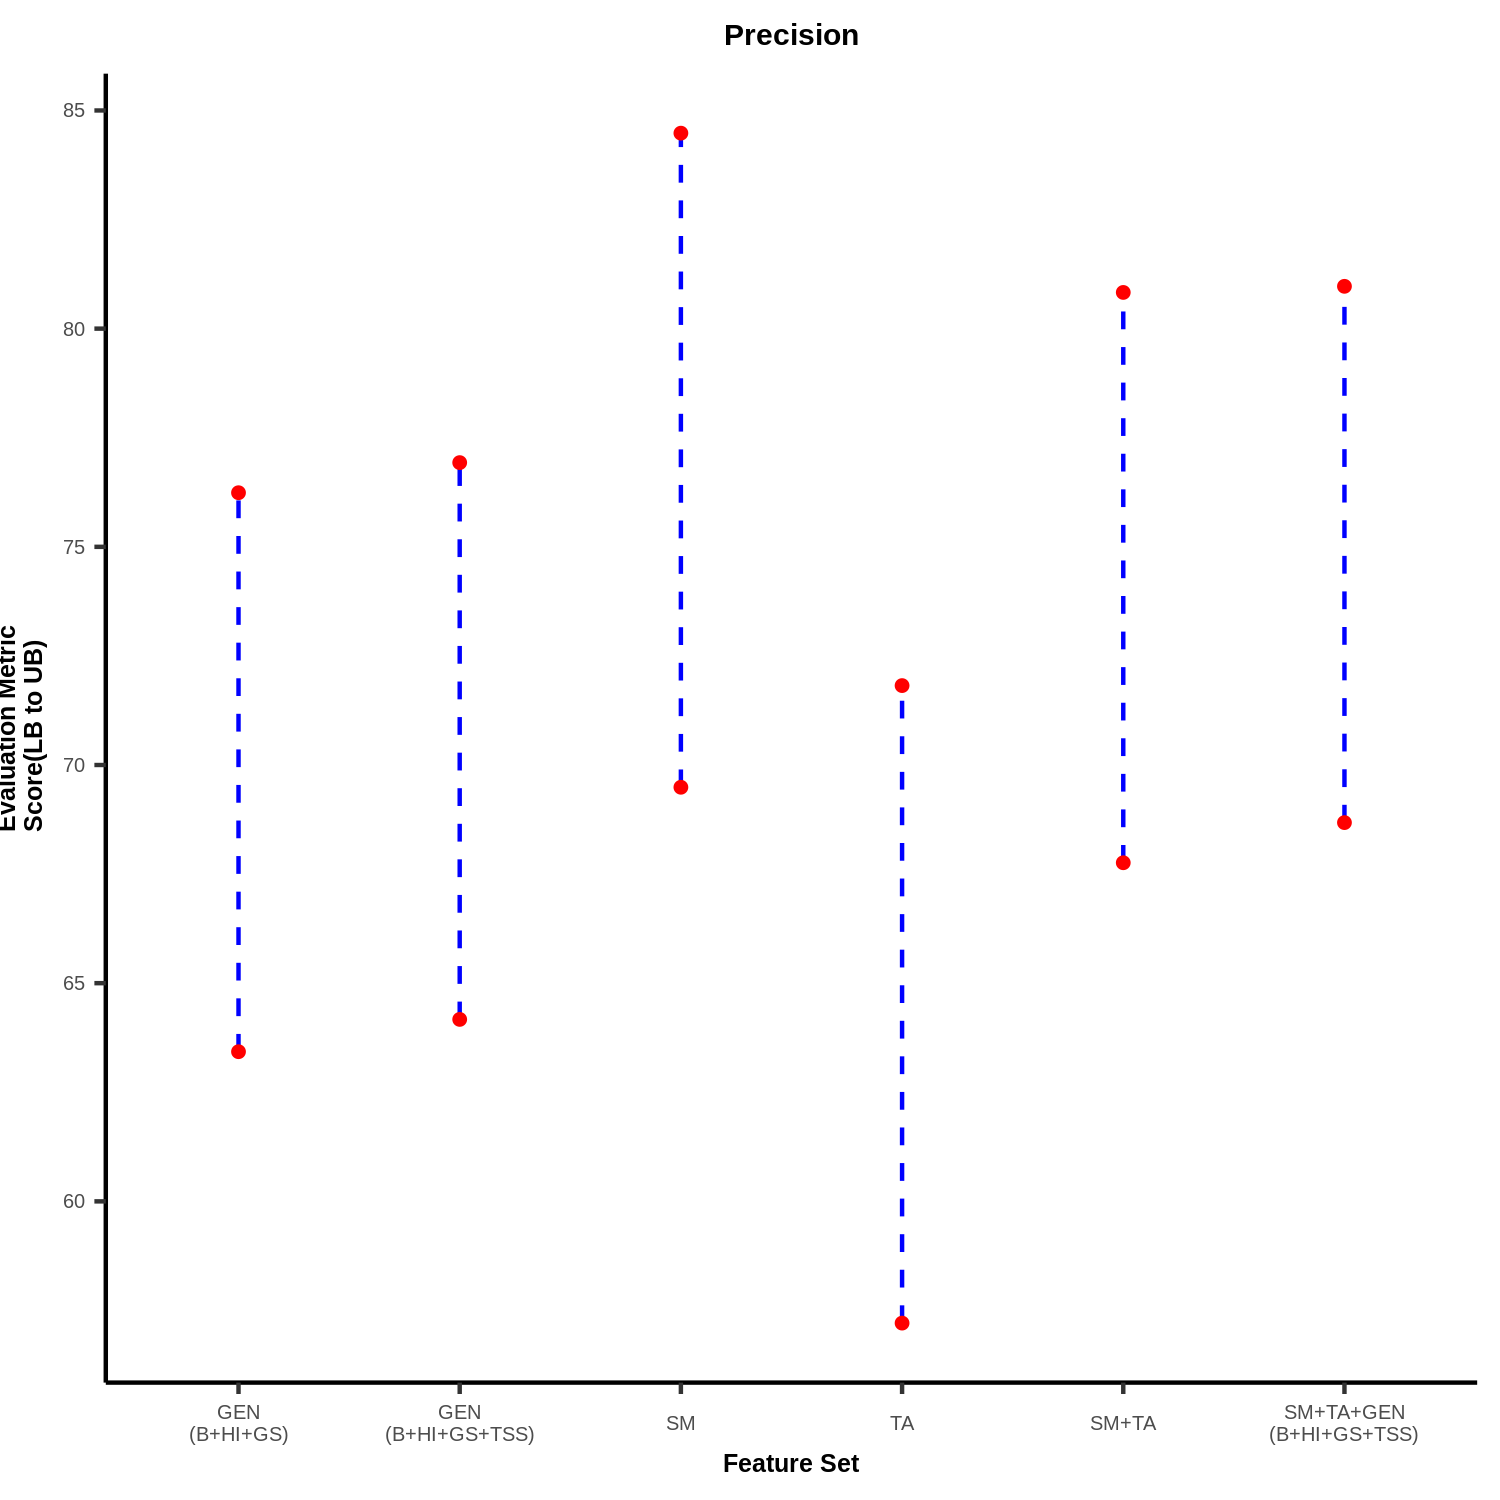 Precision
85
80
75
70
65
60
Evaluation Metric
Score(LB to UB)
GEN
(B+HI+GS)
GEN
(B+HI+GS+TSS)
SM
TA
SM+TA
SM+TA+GEN
(B+HI+GS+TSS)
Feature Set